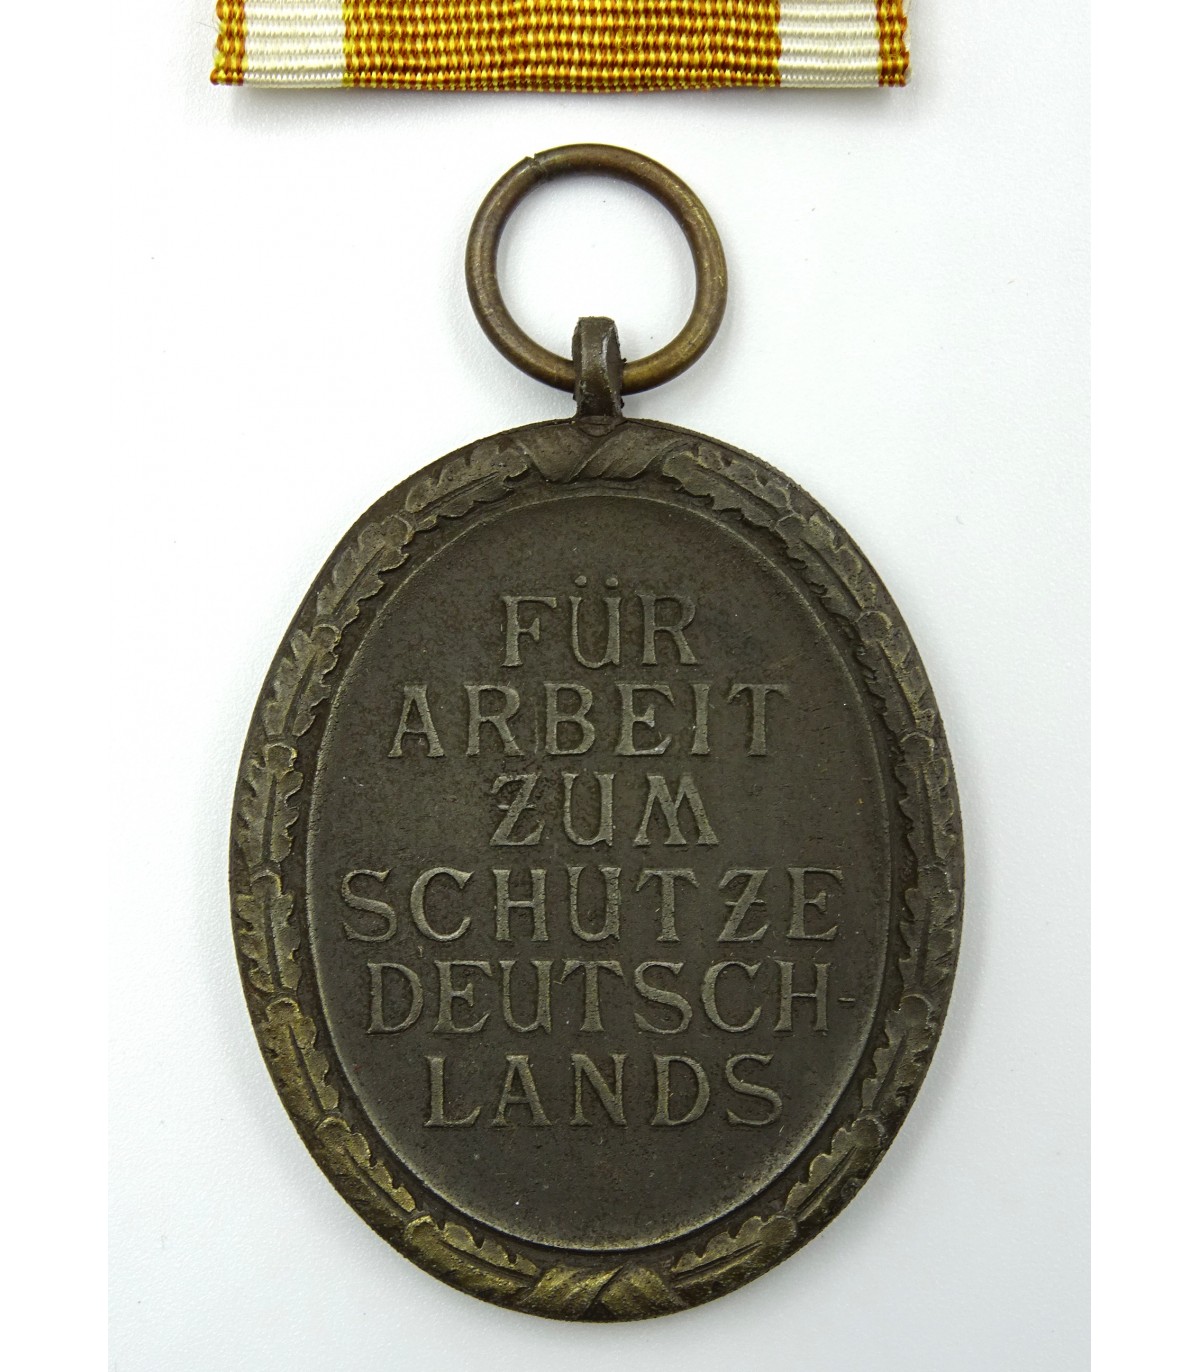 FÜR
ARBEIT
ZUM
SCHUTZE
DEUTSCH-
LANDS